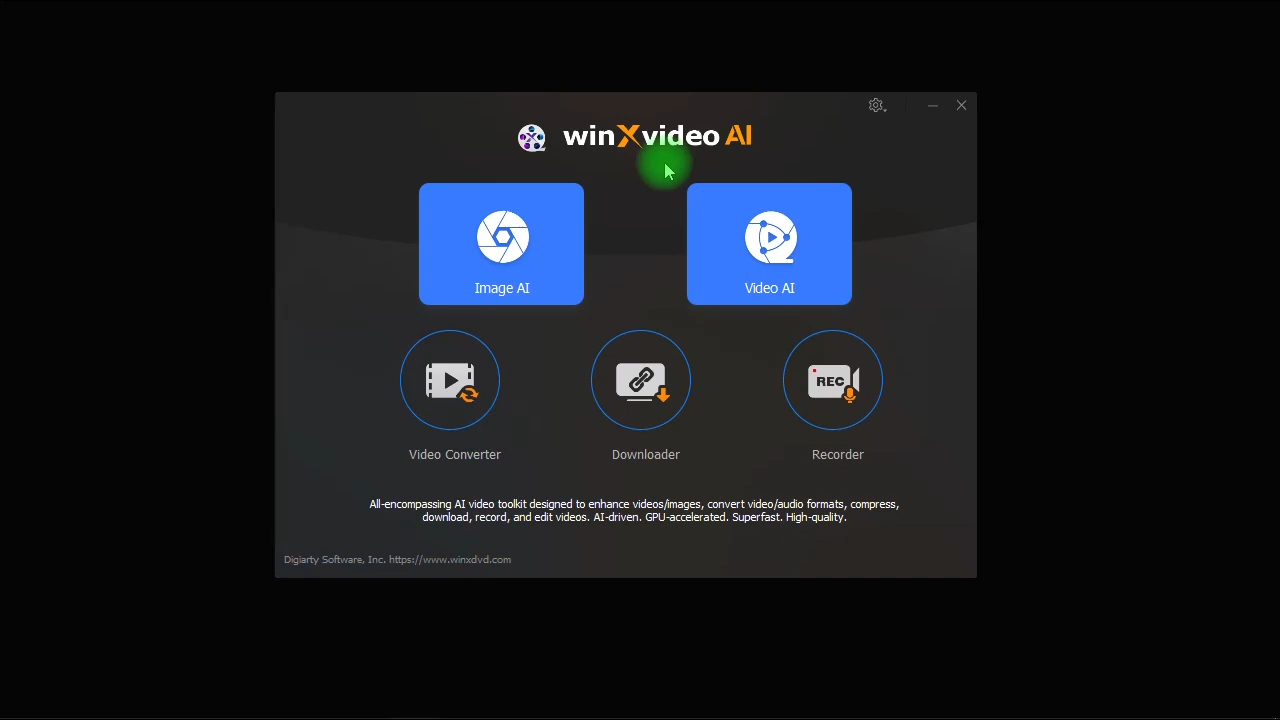 winXvideo AI
Image AI
Video AI
REC
Video Converter
Downloader
Recorder
All-encompassing AI video toolkit designed to enhance videos/images, convert video/audio formats, compress,
download, record, and edit videos. AI-driven. GPU-accelerated. Superfast. High-quality.
Digiarty Software, Inc. https://www.winxdvd.com